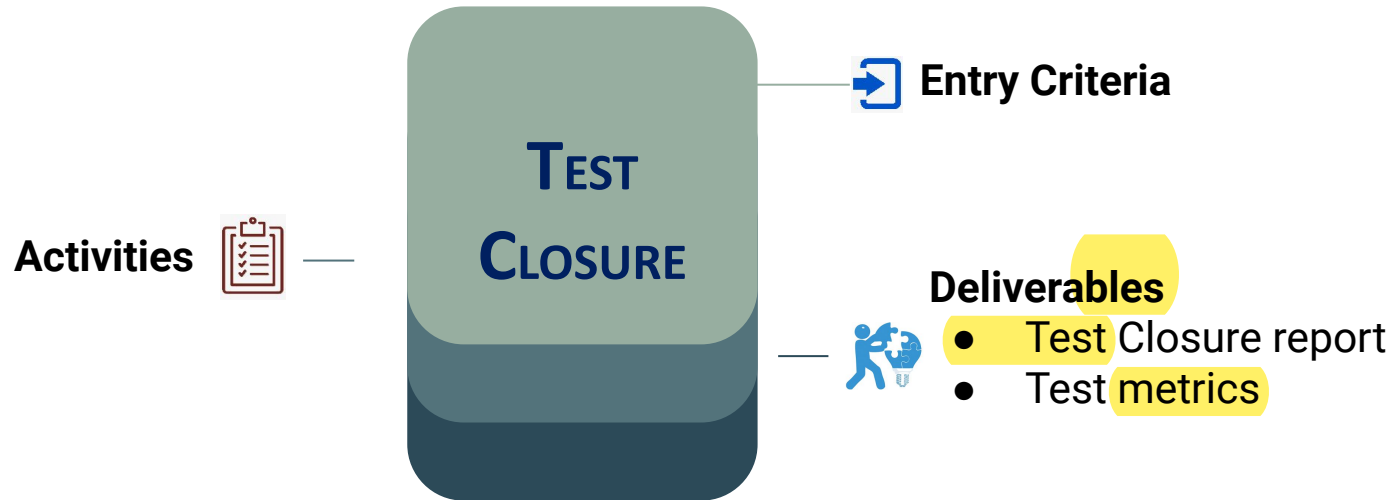 Activities
TEST
CLOSURE
Entry Criteria
Deliverables
● Test Closure report
● Test metrics